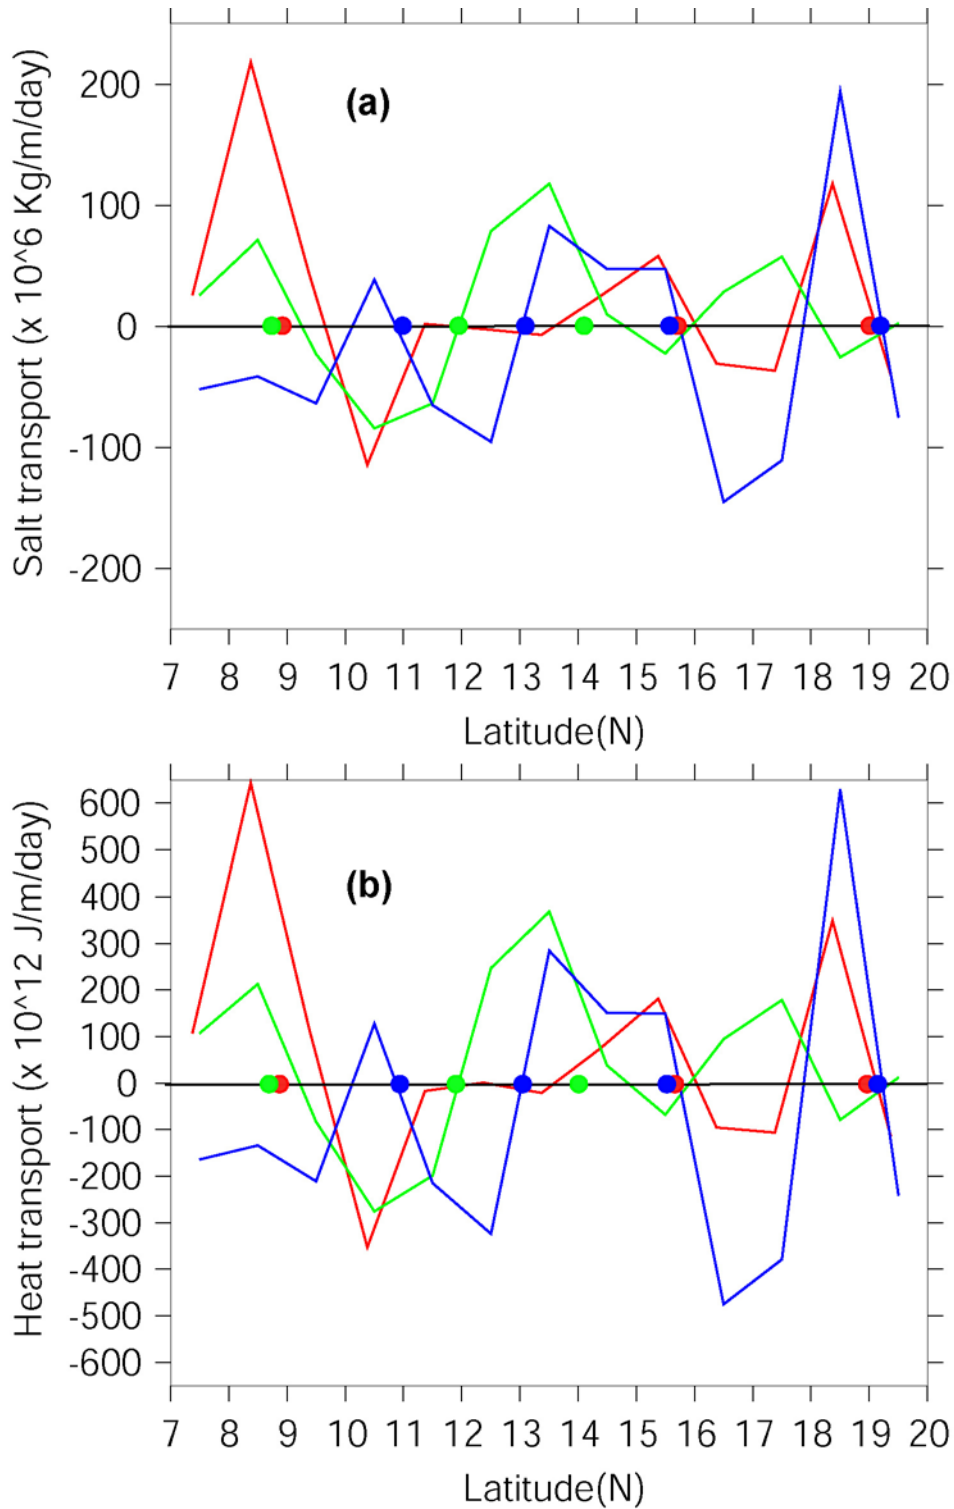 Salt transport (x 10^6 Kg/m/day)
(a)
200
100
0
-100
-200
7 8 9 10 11 12 13 14 15 16 17 18 19 20
Latitude(N)
Heat transport (x 10^12 J/m/day)
(b)
600
500
400
300
200
100
0
-100
-200
-300
-400
-500
-600
7 8 9 10 11 12 13 14 15 16 17 18 19 20
Latitude(N)